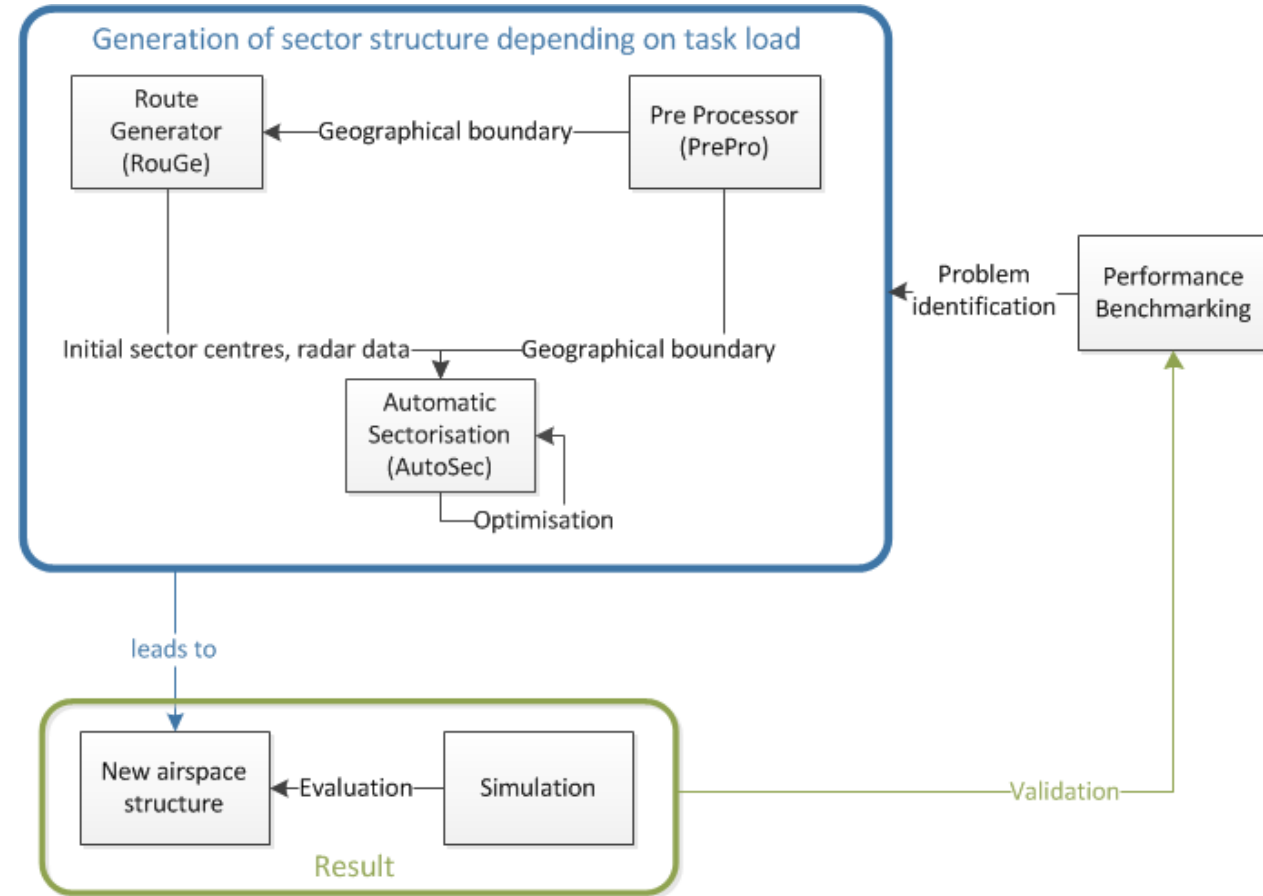 Generation of sector structure depending on task load
Route
Generator
(RouGe)
Geographical boundary
Pre Processor
(PrePro)
Problem
identification
Performance
Benchmarking
Initial sector centres, radar data
Geographical boundary
Automatic
Sectorisation
(AutoSec)
Optimisation
leads to
New airspace
structure
Evaluation
Simulation
Validation
Result